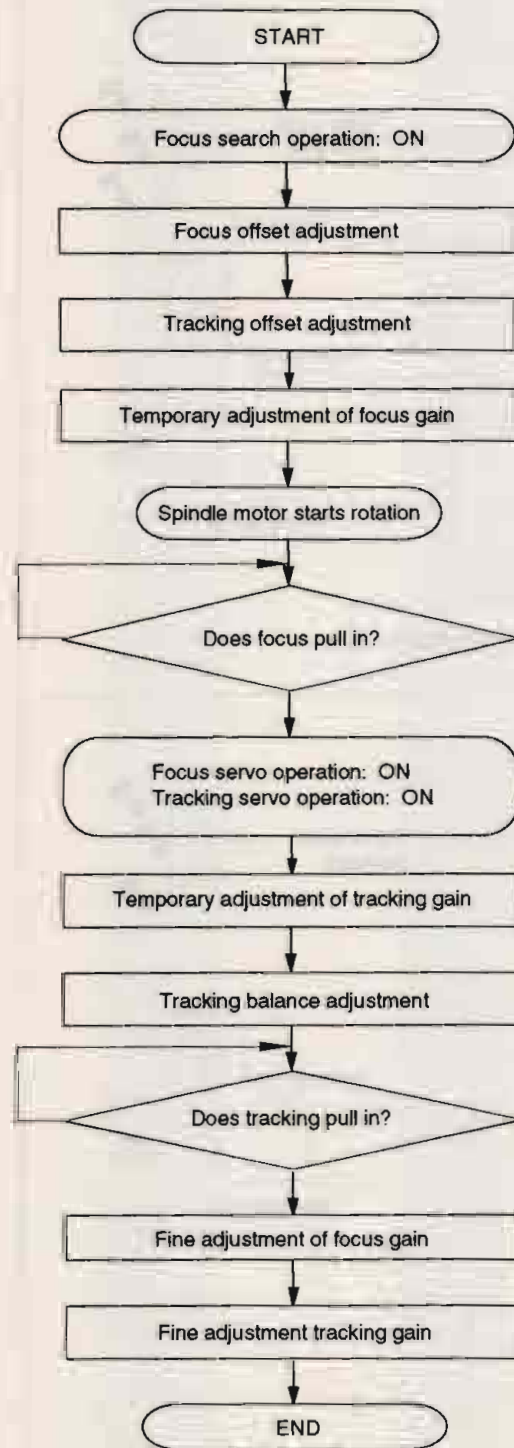 START
Focus search operation: ON
Focus offset adjustment
Tracking offset adjustment
Temporary adjustment of focus gain
Spindle motor starts rotation
Does focus pull in?
Focus servo operation: ON
Tracking servo operation: ON
Temporary adjustment of tracking gain
Tracking balance adjustment
Does tracking pull in?
Fine adjustment of focus gain
Fine adjustment tracking gain
END